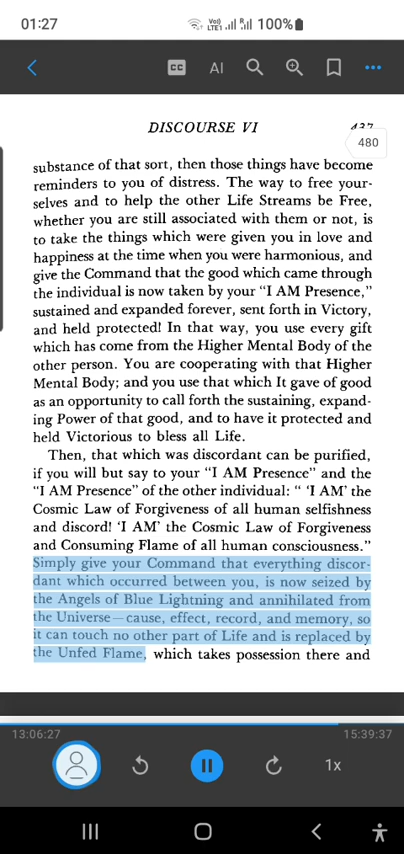 01:27
Vo)) LTE1 R 100%
CC AI
DISCOURSE VI
480
substance of that sort, then those things have become
reminders to you of distress. The way to free your-
selves and to help the other Life Streams be Free,
whether you are still associated with them or not, is
to take the things which were given you in love and
happiness at the time when you were harmonious, and
give the Command that the good which came through
the individual is now taken by your “I AM Presence,”
sustained and expanded forever, sent forth in Victory,
and held protected! In that way, you use every gift
which has come from the Higher Mental Body of the
other person. You are cooperating with that Higher
Mental Body; and you use that which It gave of good
as an opportunity to call forth the sustaining, expand-
ing Power of that good, and to have it protected and
held Victorious to bless all Life.
Then, that which was discordant can be purified,
if you will but say to your “I AM Presence” and the
“I AM Presence” of the other individual: “ ‘I AM’ the
Cosmic Law of Forgiveness of all human selfishness
and discord! ‘I AM’ the Cosmic Law of Forgiveness
and Consuming Flame of all human consciousness.”
Simply give your Command that everything discor-
dant which occurred between you, is now seized by
the Angels of Blue Lightning and annihilated from
the Universe—cause, effect, record, and memory, so
it can touch no other part of Life and is replaced by
the Unfed Flame, which takes possession there and
13:06:27 15:39:37
1x